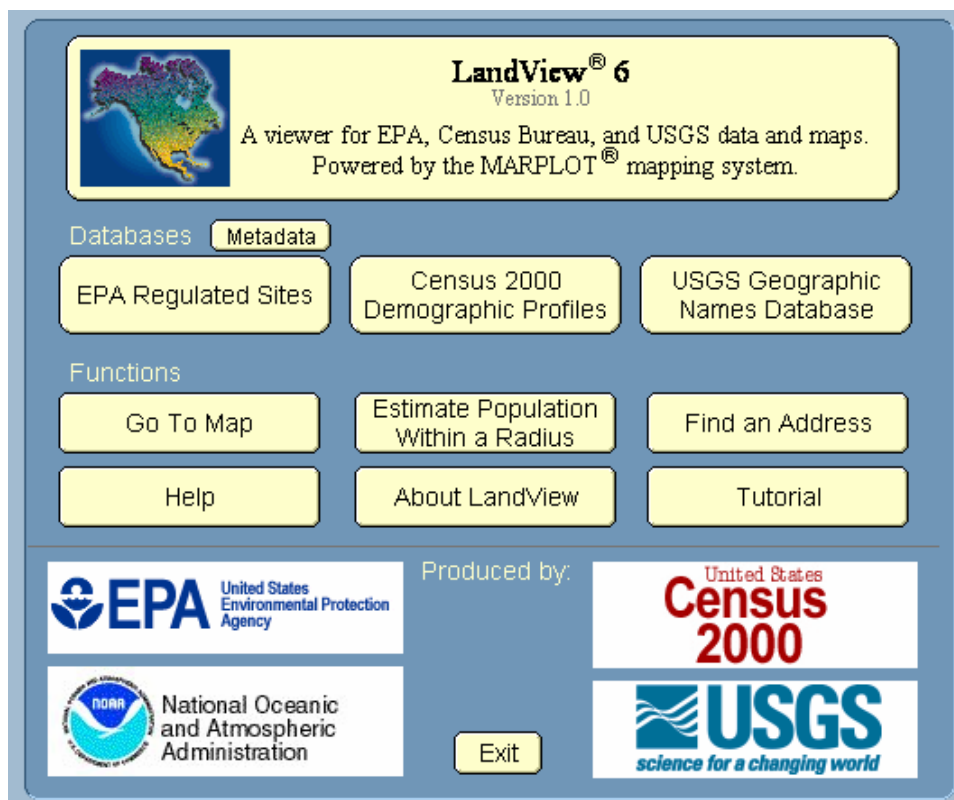 LandView® 6
Version 1.0
A viewer for EPA, Census Bureau, and USGS data and maps.
Powered by the MARPLOT® mapping system.
Databases Metadata
EPA Regulated Sites
Census 2000
Demographic Profiles
USGS Geographic
Names Database
Functions
Go To Map
Estimate Population
Within a Radius
Find an Address
Help
About LandView
Tutorial
Produced by:
EPA
United States
Environmental Protection
Agency
United States
Census
2000
NOAA
National Oceanic
and Atmospheric
Administration
Exit
USGS
science for a changing world